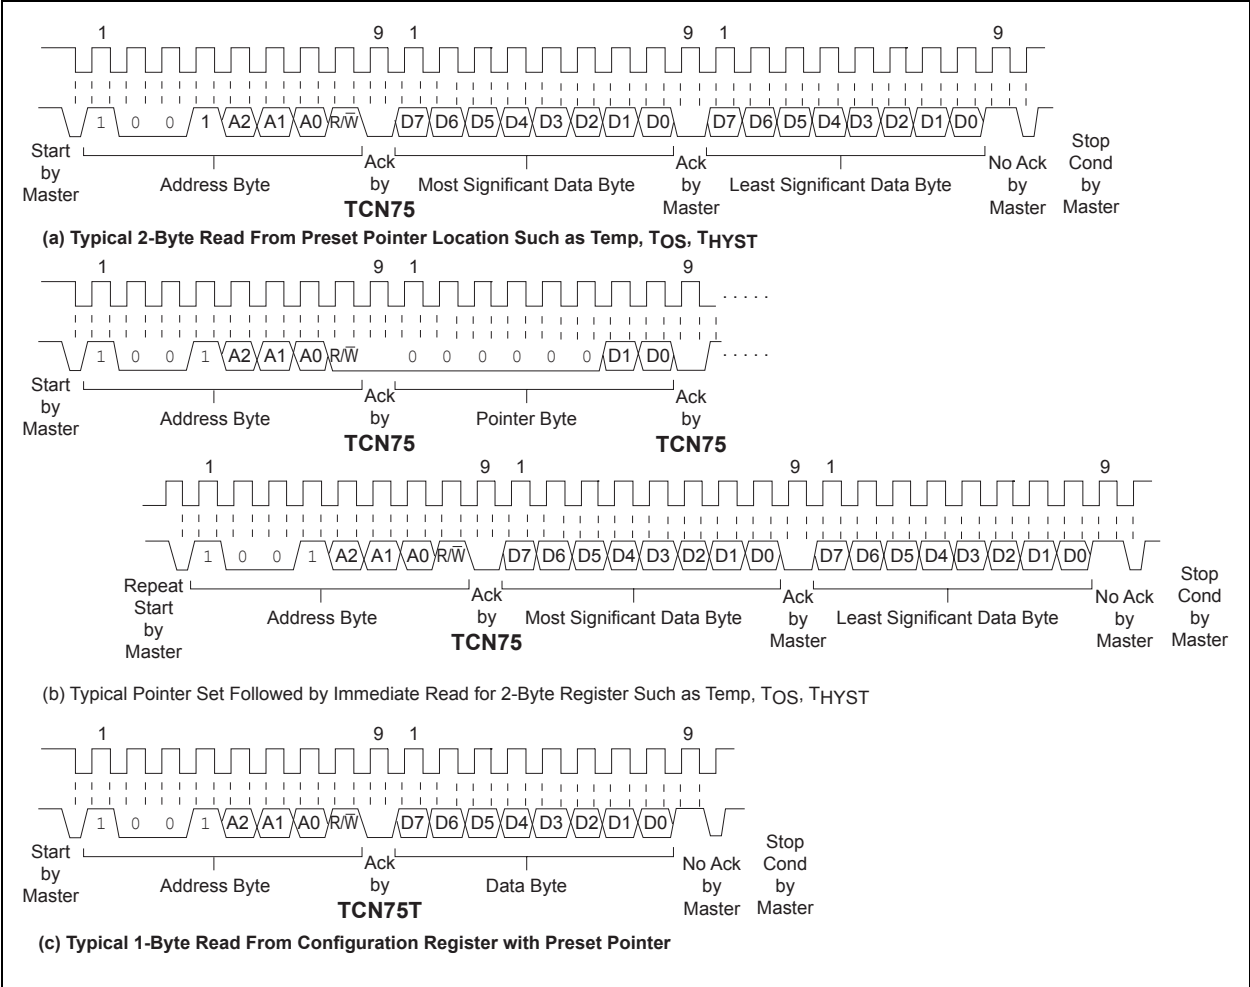 1 9 1 9 1 9
1 0 0 1 A2 A1 A0 R/W̅ D7 D6 D5 D4 D3 D2 D1 D0 D7 D6 D5 D4 D3 D2 D1 D0
Start by Master
Address Byte
Ack by TCN75
Most Significant Data Byte
Ack by Master
Least Significant Data Byte
No Ack by Master
Stop Cond by Master
(a) Typical 2-Byte Read From Preset Pointer Location Such as Temp, TOS, THYST
1 9 1 9
. . . . .
1 0 0 1 A2 A1 A0 R/W̅ 0 0 0 0 0 0 D1 D0
. . . . .
Start by Master
Address Byte
Ack by TCN75
Pointer Byte
Ack by TCN75
1 9 1 9 1 9
1 0 0 1 A2 A1 A0 R/W̅ D7 D6 D5 D4 D3 D2 D1 D0 D7 D6 D5 D4 D3 D2 D1 D0
Repeat Start by Master
Address Byte
Ack by TCN75
Most Significant Data Byte
Ack by Master
Least Significant Data Byte
No Ack by Master
Stop Cond by Master
(b) Typical Pointer Set Followed by Immediate Read for 2-Byte Register Such as Temp, TOS, THYST
1 9 1 9
1 0 0 1 A2 A1 A0 R/W̅ D7 D6 D5 D4 D3 D2 D1 D0
Start by Master
Address Byte
Ack by TCN75T
Data Byte
No Ack by Master
Stop Cond by Master
(c) Typical 1-Byte Read From Configuration Register with Preset Pointer